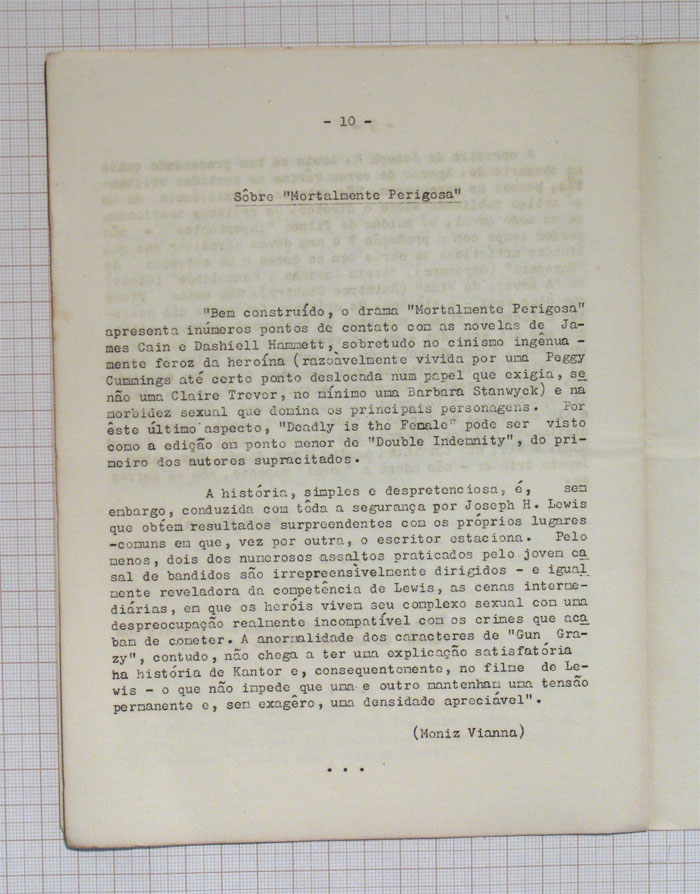 - 10 -
Sôbre "Mortalmente Perigosa"
"Bem construído, o drama "Mortalmente Perigosa"
apresenta inúmeros pontos de contato com as novelas de Ja-
mes Cain e Dashiell Hammett, sobretudo no cinismo ingênua -
mente feroz da heroína (razoàvelmente vivida por uma Peggy
Cummings até certo ponto deslocada num papel que exigia, se
não uma Claire Trevor, no mínimo uma Barbara Stanwyck) e na
morbidez sexual que domina os principais personagens. Por
êste último aspecto, "Deadly is the Female" pode ser visto
como a edição em ponto menor de "Double Indemnity", do pri-
meiro dos autores supracitados.
A história, simples e despretenciosa, é, sem
embargo, conduzida com tôda a segurança por Joseph H. Lewis
que obtem resultados surpreendentes com os próprios lugares
-comuns em que, vez por outra, o escritor estaciona. Pelo
menos, dois dos numerosos assaltos praticados pelo jovem ca
sal de bandidos são irrepreensìvelmente dirigidos - e igual
mente reveladora da competência de Lewis, as cenas interme-
diárias, em que os heróis vivem seu complexo sexual com uma
despreocupação realmente incompatível com os crimes que aca
bam de cometer. A anormalidade dos caracteres de "Gun Gra-
zy", contudo, não chega a ter uma explicação satisfatória
ha história de Kantor e, consequentemente, no filme de Le-
wis - o que não impede que uma e outro mantenham uma tensão
permanente e, sem exagêro, uma densidade apreciável".
(Moniz Vianna)
...